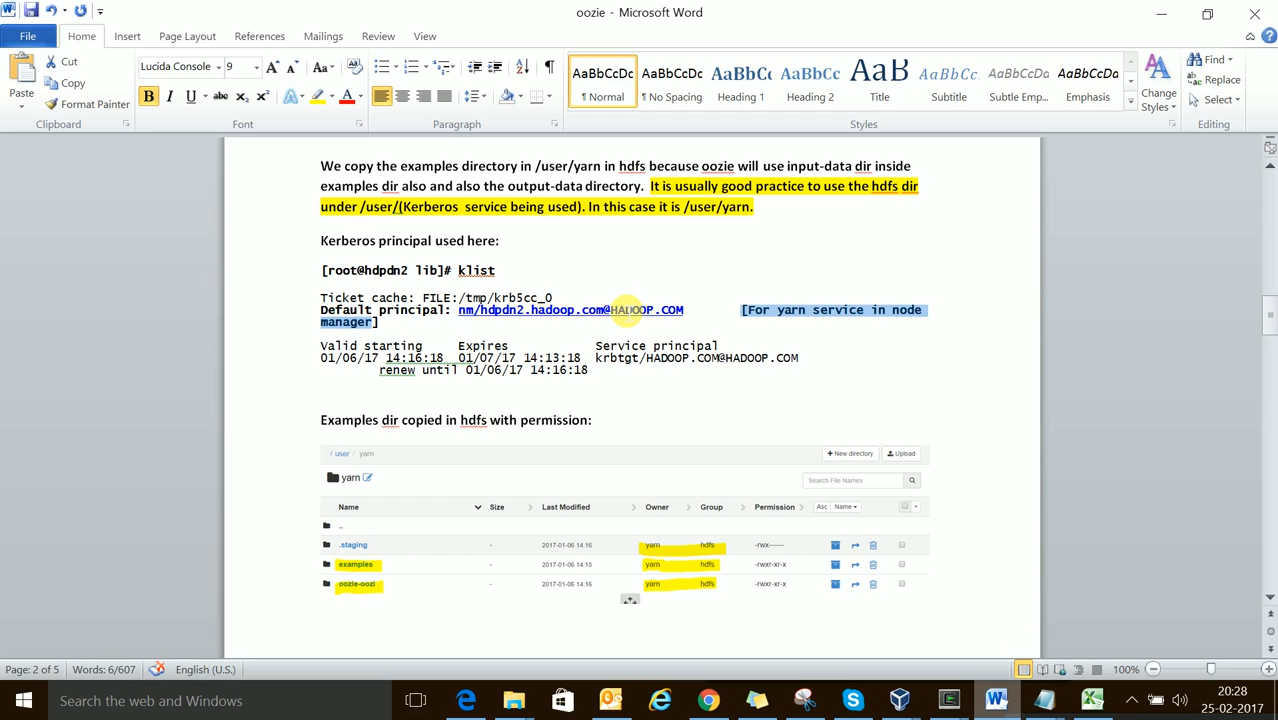 oozie - Microsoft Word
File Home Insert Page Layout References Mailings Review View
Paste
Cut
Copy
Format Painter
Clipboard
Lucida Console 9
Font
Paragraph
AaBbCcDc AaBbCcDc AaBbCc AaBbCc AaB AaBbCc. AaBbCcDc AaBbCcDc
¶ Normal ¶ No Spacing Heading 1 Heading 2 Title Subtitle Subtle Emp... Emphasis
Styles
Change Styles
Find
Replace
Select
Editing
We copy the examples directory in /user/yarn in hdfs because oozie will use input-data dir inside
examples dir also and also the output-data directory. It is usually good practice to use the hdfs dir
under /user/(Kerberos service being used). In this case it is /user/yarn.
Kerberos principal used here:
[root@hdpdn2 lib]# klist
Ticket cache: FILE:/tmp/krb5cc_0
Default principal: nm/hdpdn2.hadoop.com@HADOOP.COM [For yarn service in node
manager]
Valid starting Expires Service principal
01/06/17 14:16:18 01/07/17 14:13:18 krbtgt/HADOOP.COM@HADOOP.COM
renew until 01/06/17 14:16:18
Examples dir copied in hdfs with permission:
/ user / yarn
New directory Upload
yarn
Search File Names
Name Size Last Modified Owner Group Permission Asc Name
..
.staging - 2017-01-06 14:16 yarn hdfs -rwx------
examples - 2017-01-06 14:15 yarn hdfs -rwxr-xr-x
oozie-oozi - 2017-01-06 14:16 yarn hdfs -rwxr-xr-x
Page: 2 of 5 Words: 6/607 English (U.S.) 100%
Search the web and Windows
20:28
25-02-2017